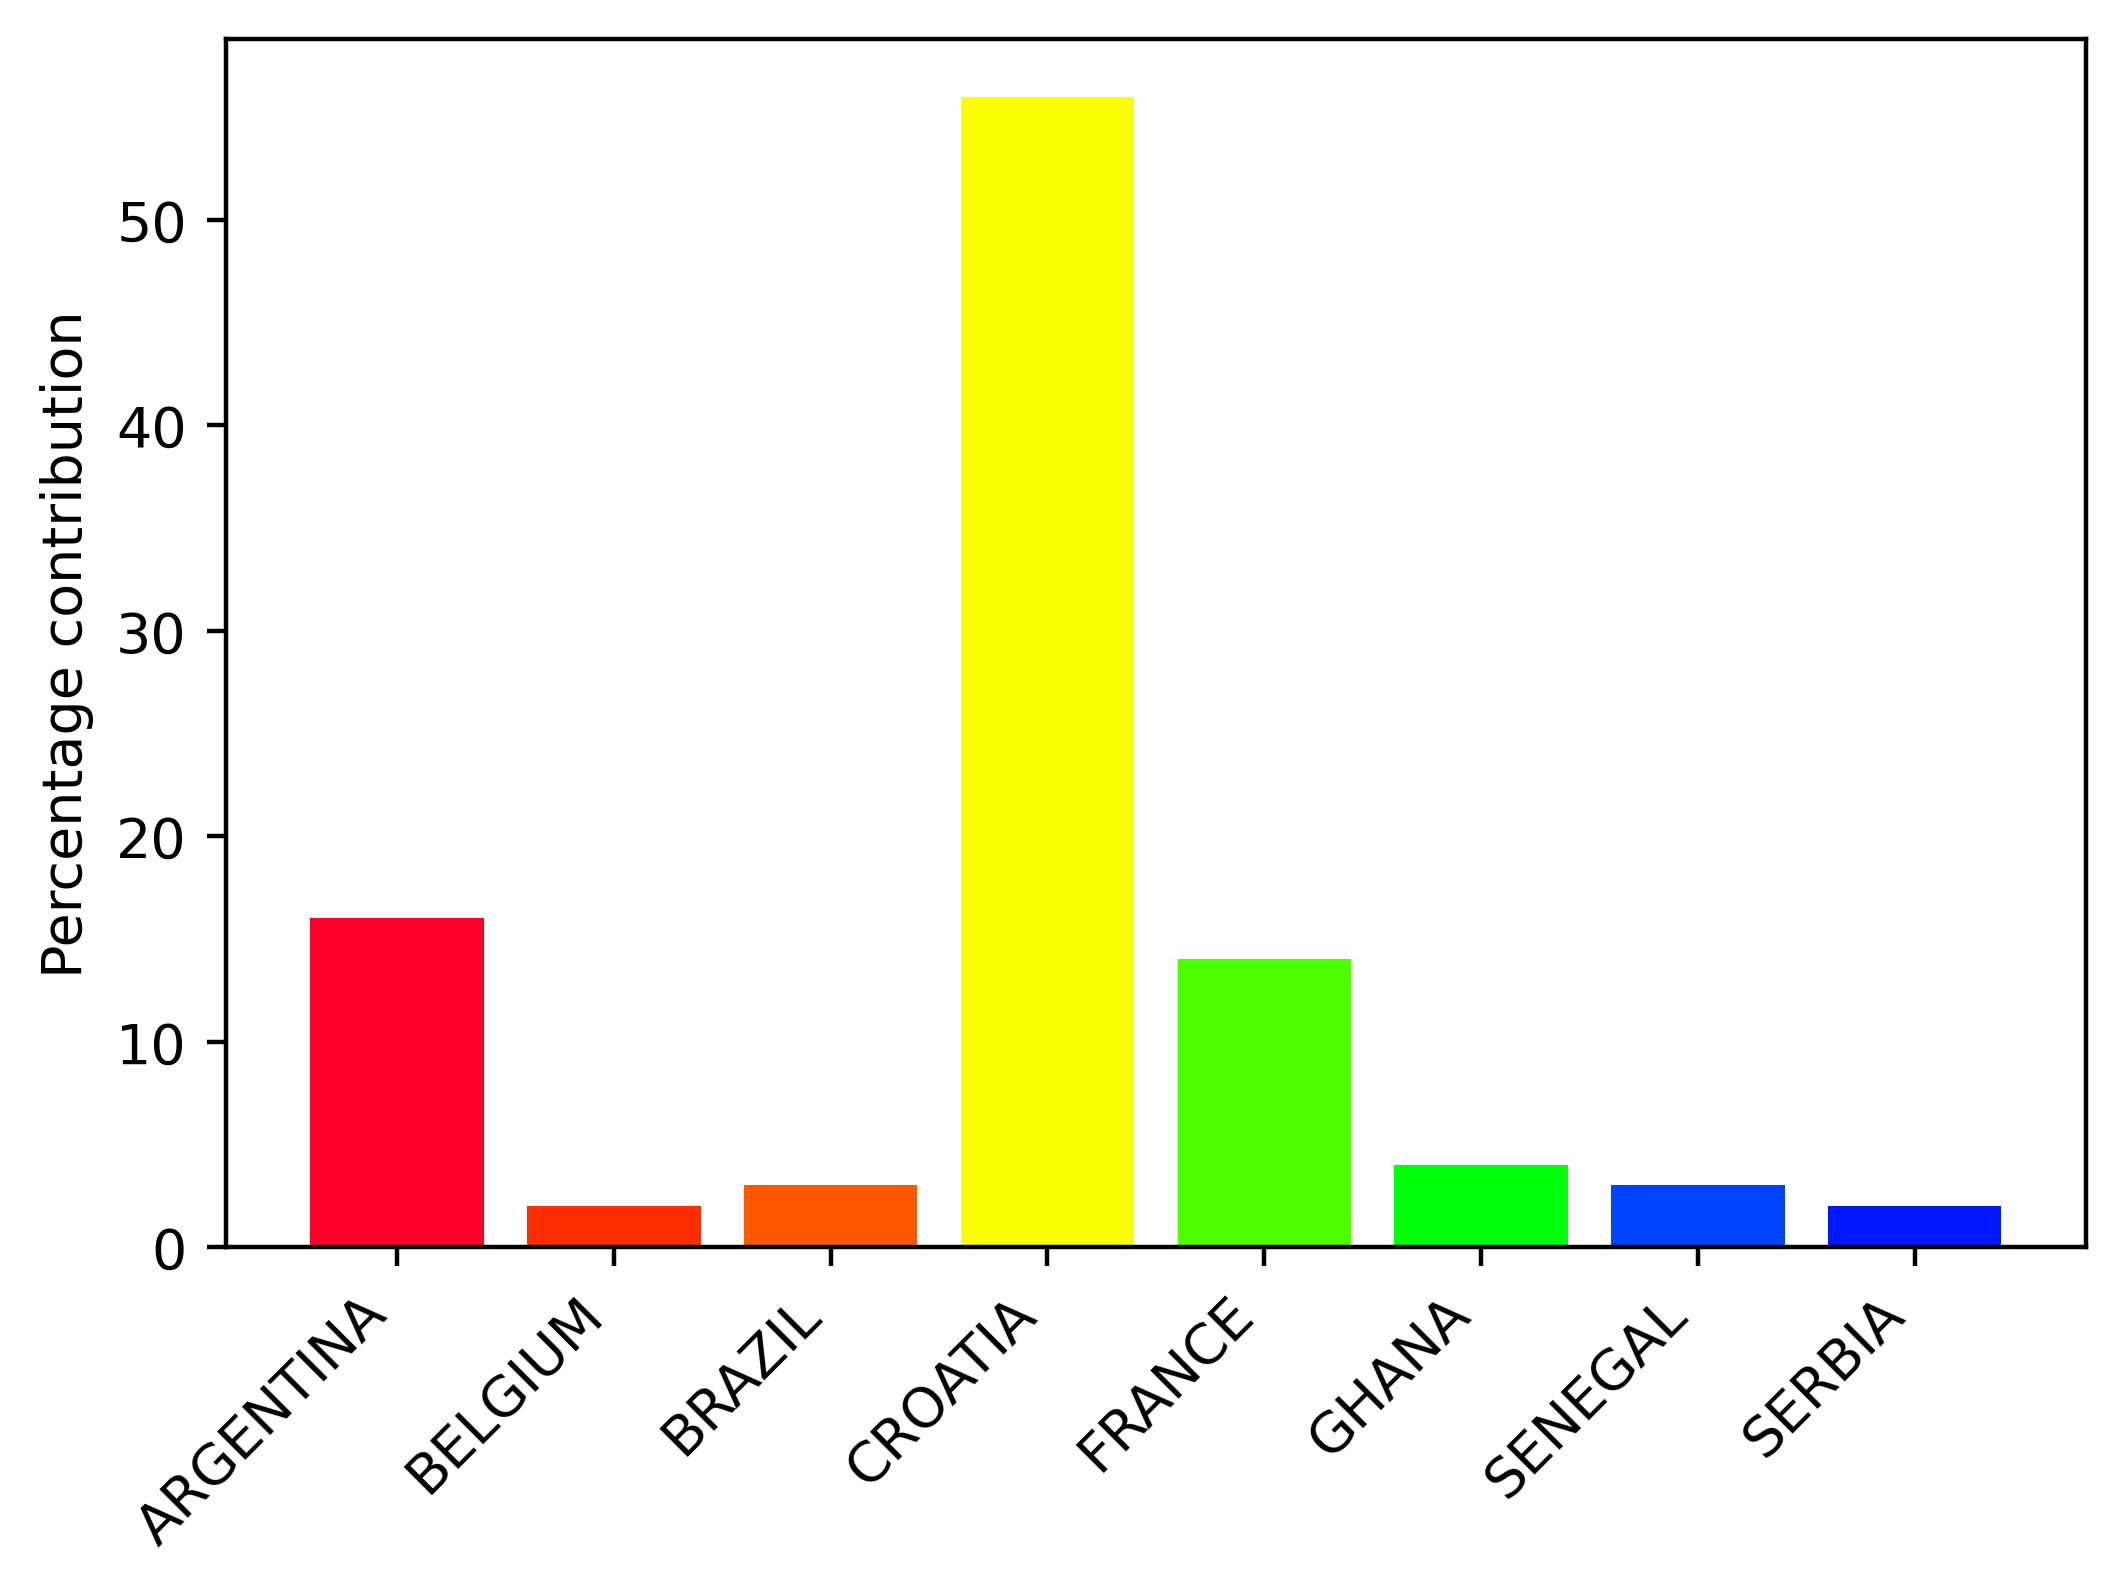 Percentage contribution
50
40
30
20
10
0
ARGENTINA
BELGIUM
BRAZIL
CROATIA
FRANCE
GHANA
SENEGAL
SERBIA